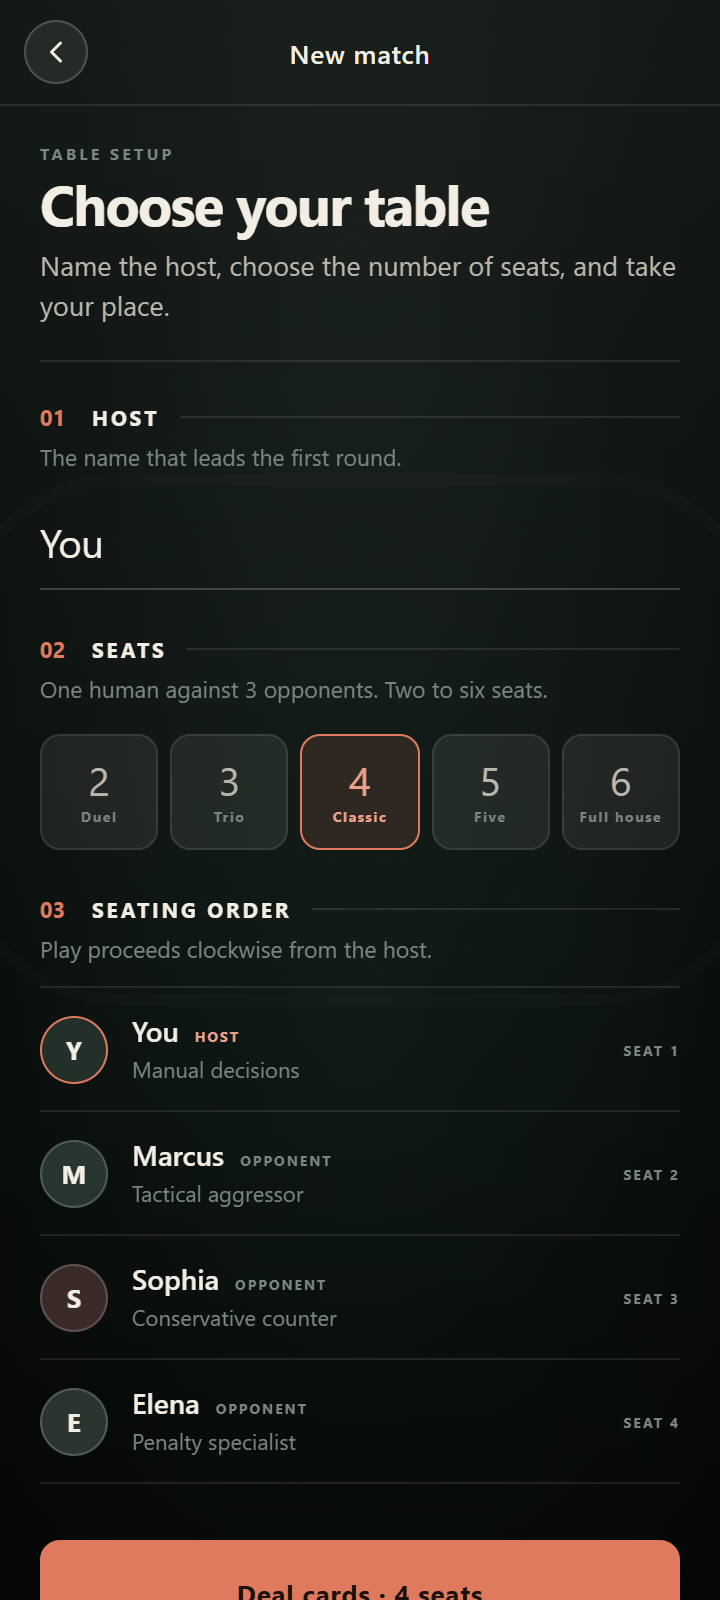 New match
TABLE SETUP
Choose your table
Name the host, choose the number of seats, and take
your place.
01 HOST
The name that leads the first round.
You
02 SEATS
One human against 3 opponents. Two to six seats.
2 3 4 5 6
Duel Trio Classic Five Full house
03 SEATING ORDER
Play proceeds clockwise from the host.
Y You HOST
Manual decisions
SEAT 1
M Marcus OPPONENT
Tactical aggressor
SEAT 2
S Sophia OPPONENT
Conservative counter
SEAT 3
E Elena OPPONENT
Penalty specialist
SEAT 4
Deal cards · 4 seats